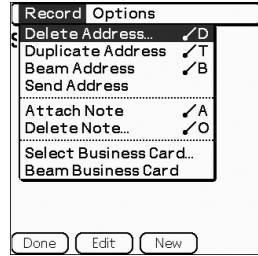 Record Options
Delete Address... ／D
Duplicate Address ／T
Beam Address ／B
Send Address
Attach Note ／A
Delete Note... ／O
Select Business Card...
Beam Business Card
Done Edit New